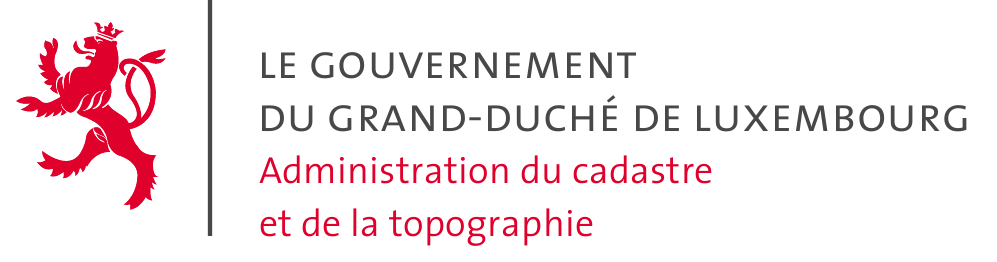 LE GOUVERNEMENT
DU GRAND-DUCHÉ DE LUXEMBOURG
Administration du cadastre
et de la topographie